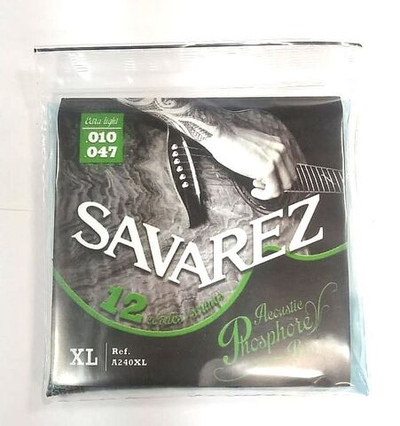 Extra light
.010
.047
SAVAREZ
12
Acoustic
Phosphore
XL
Ref.
A240XL